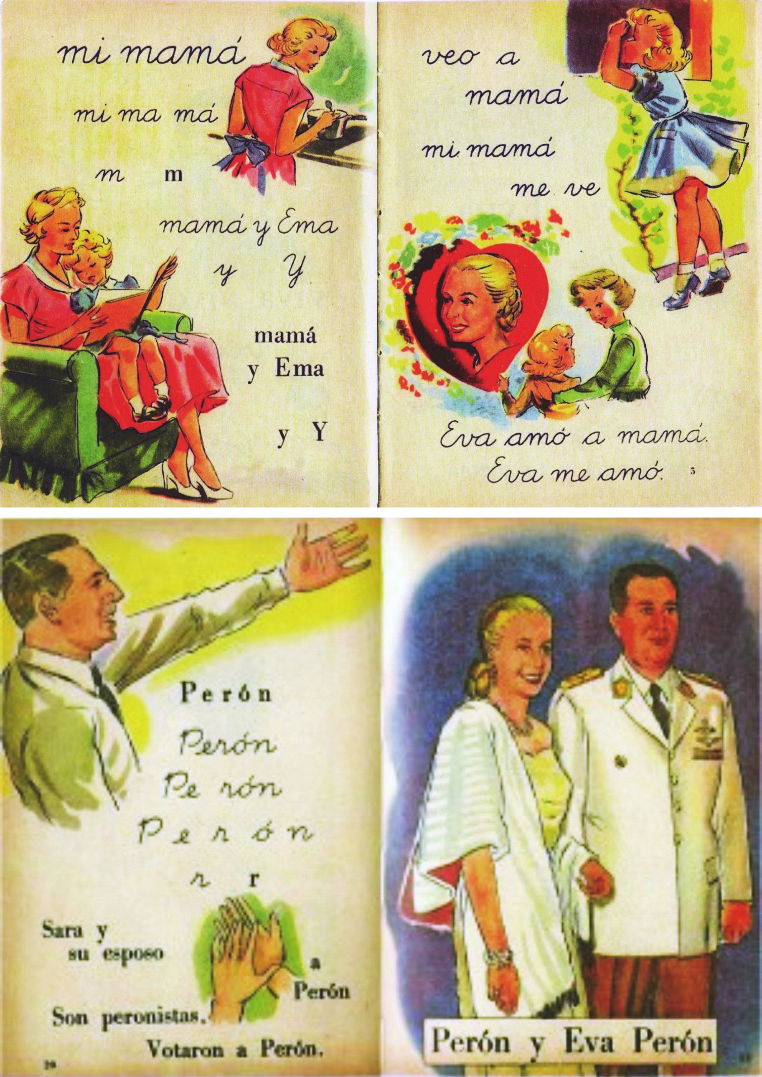 mi mamá
mi ma má
m m
mamá y Ema
y Y
mamá
y Ema
y Y
veo a
mamá
mi mamá
me ve
Eva amó a mamá.
Eva me amó.
5
Perón
Perón
Pe rón
P e r ó n
r r
Sara y
su esposo
a
Perón
Son peronistas.
Votaron a Perón.
Perón y Eva Perón